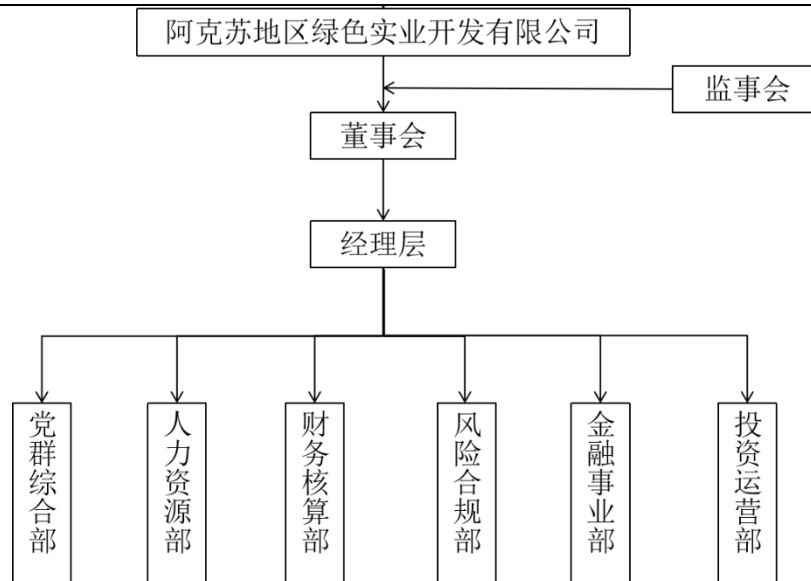 阿克苏地区绿色实业开发有限公司
监事会
董事会
经理层
党群综合部
人力资源部
财务核算部
风险合规部
金融事业部
投资运营部